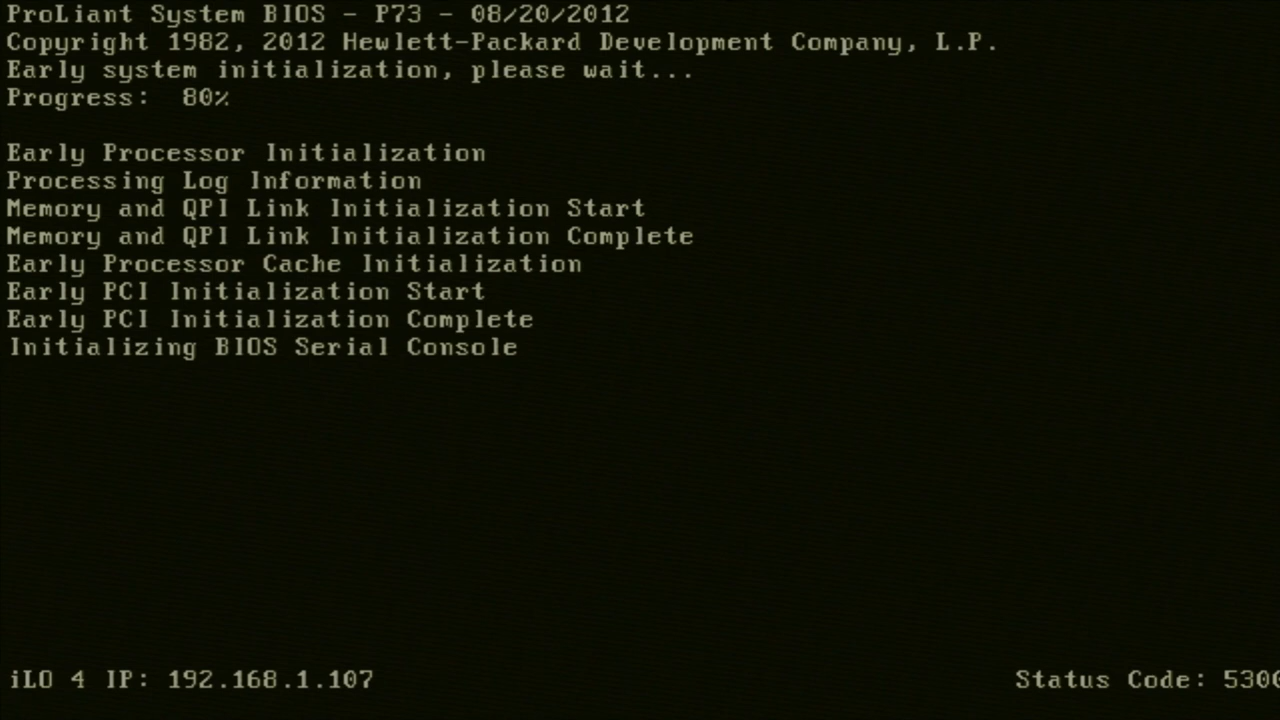 ProLiant System BIOS - P73 - 08/20/2012
Copyright 1982, 2012 Hewlett-Packard Development Company, L.P.
Early system initialization, please wait...
Progress:  80%
Early Processor Initialization
Processing Log Information
Memory and QPI Link Initialization Start
Memory and QPI Link Initialization Complete
Early Processor Cache Initialization
Early PCI Initialization Start
Early PCI Initialization Complete
Initializing BIOS Serial Console
iLO 4 IP: 192.168.1.107
Status Code: 5300